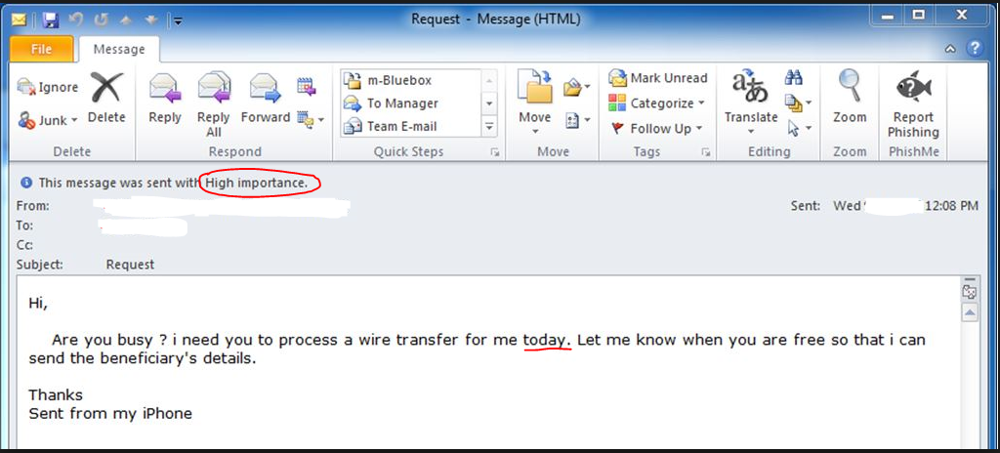 Request - Message (HTML)
File Message
Ignore
Junk
Delete
Delete
Reply
Reply All
Forward
Respond
m-Bluebox
To Manager
Team E-mail
Quick Steps
Move
Move
Mark Unread
Categorize
Follow Up
Tags
Translate
Editing
Zoom
Zoom
Report Phishing
PhishMe
This message was sent with High importance.
From:
Sent: Wed 12:08 PM
To:
Cc:
Subject: Request
Hi,
Are you busy ? i need you to process a wire transfer for me today. Let me know when you are free so that i can
send the beneficiary's details.
Thanks
Sent from my iPhone